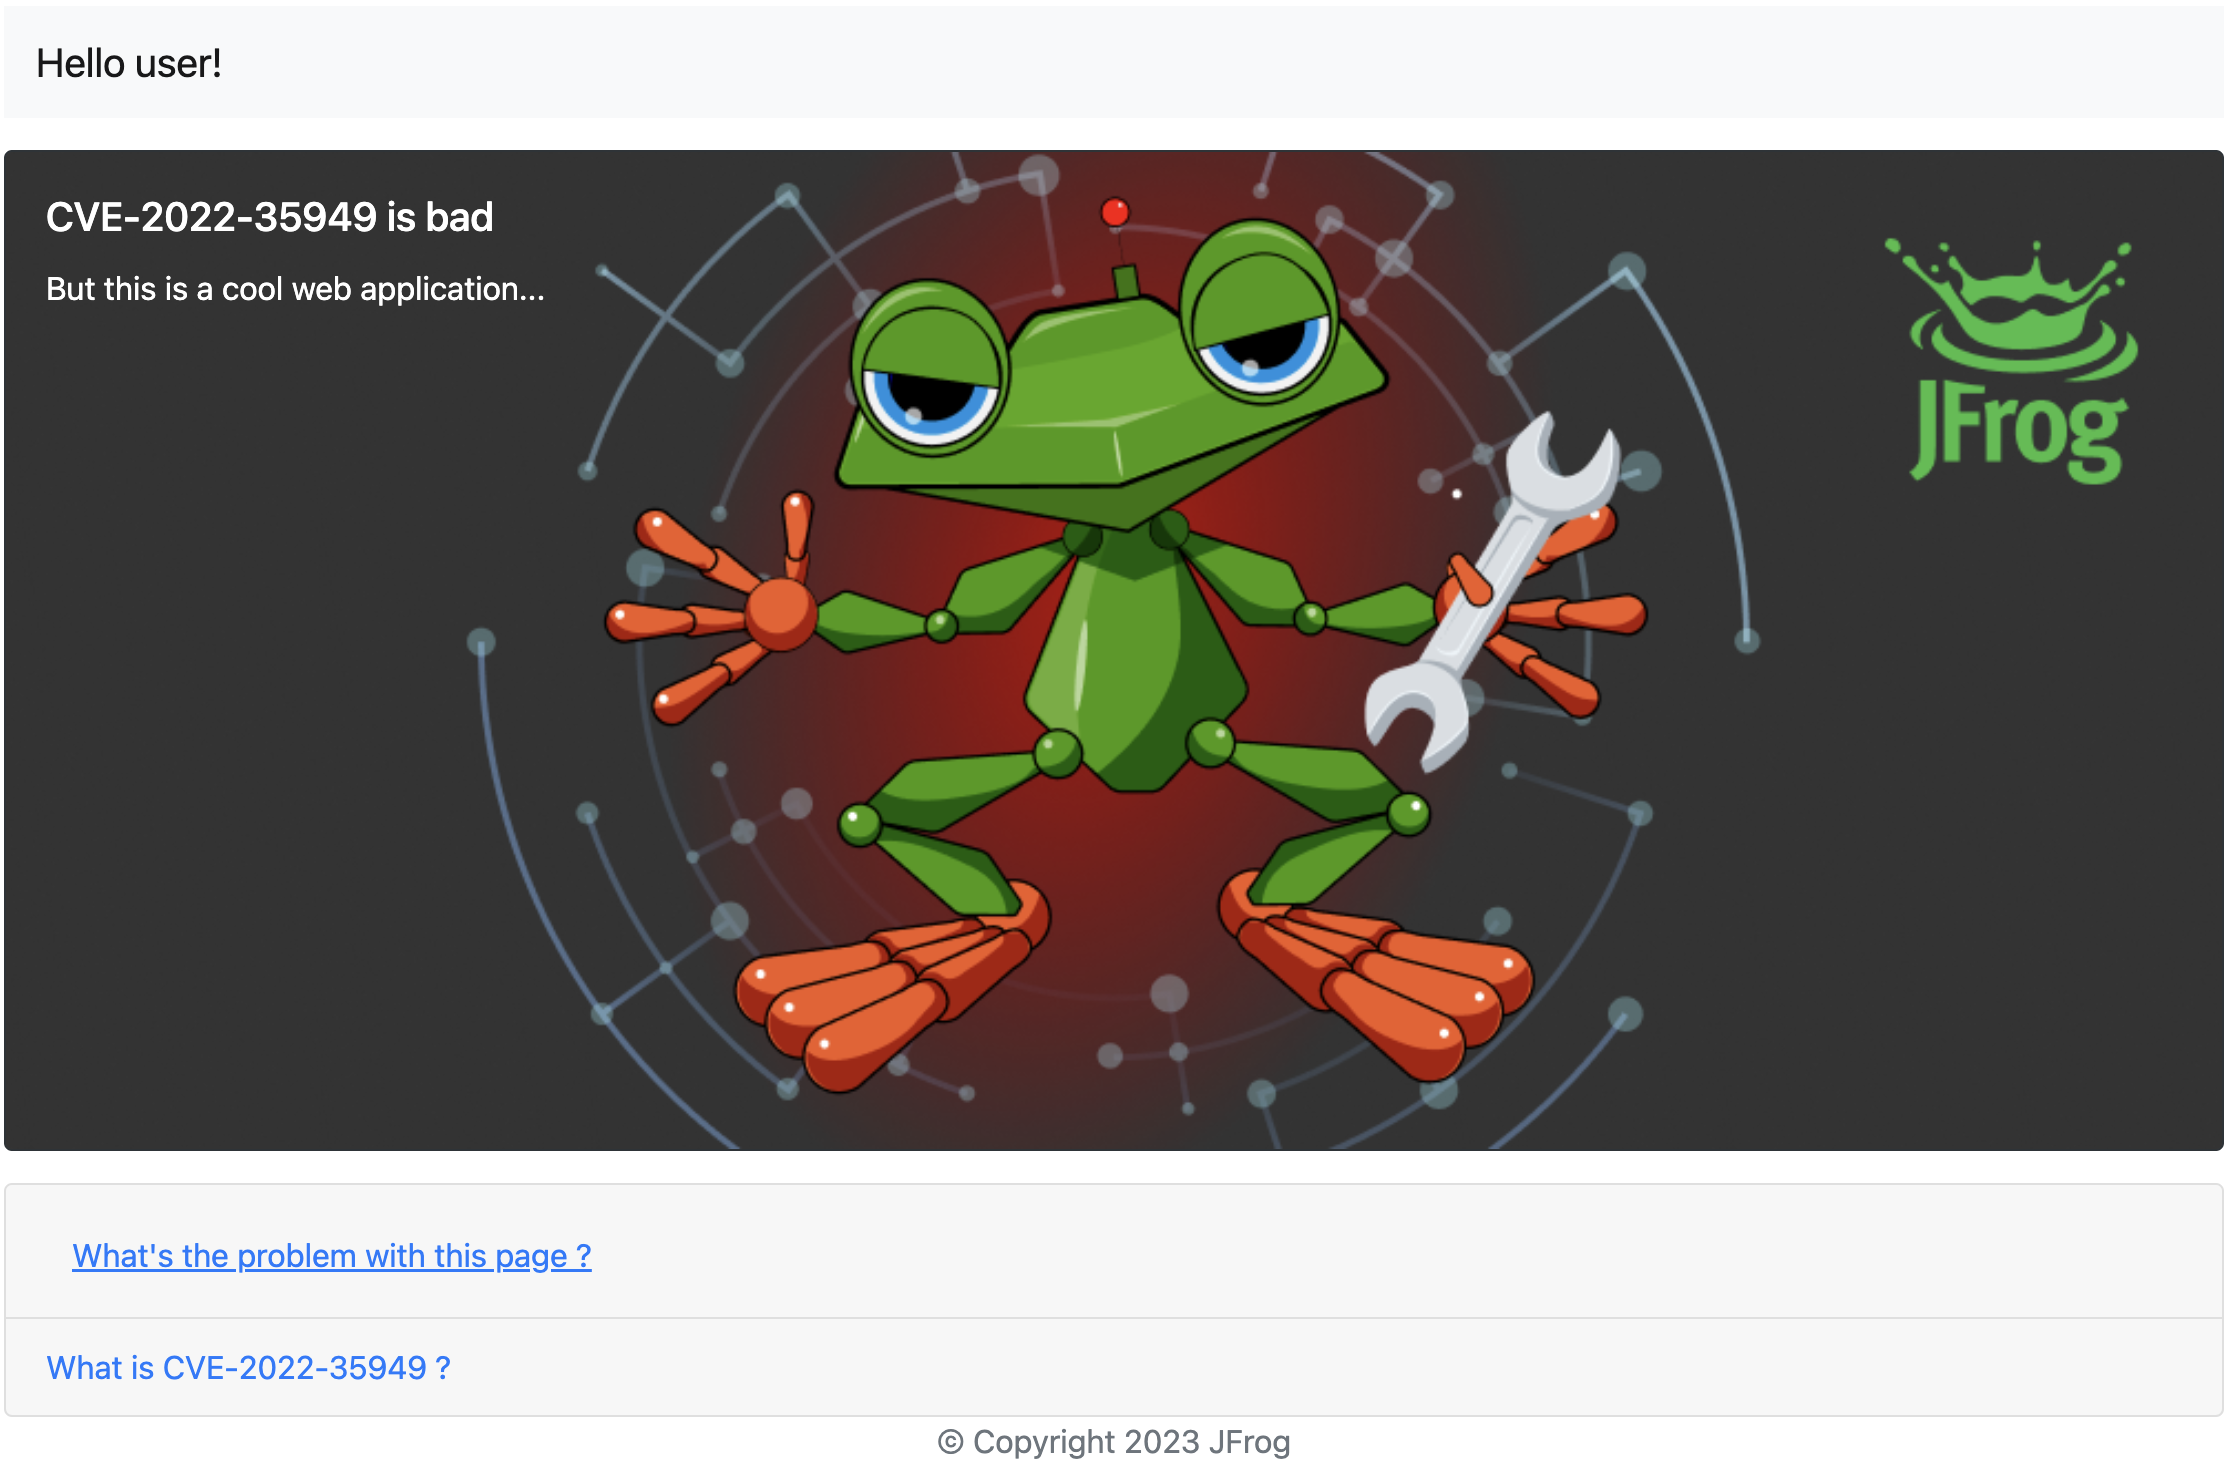 Hello user!
CVE-2022-35949 is bad
But this is a cool web application...
JFrog
What's the problem with this page ?
What is CVE-2022-35949 ?
© Copyright 2023 JFrog